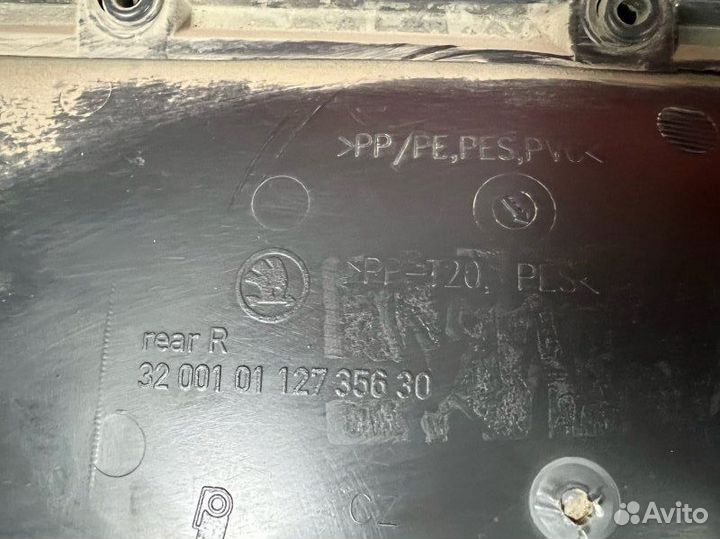 >PP/PE,PES,PVC<
>PP-T20, PES<
rear R
32 001 01 127 356 30
CZ
Avito